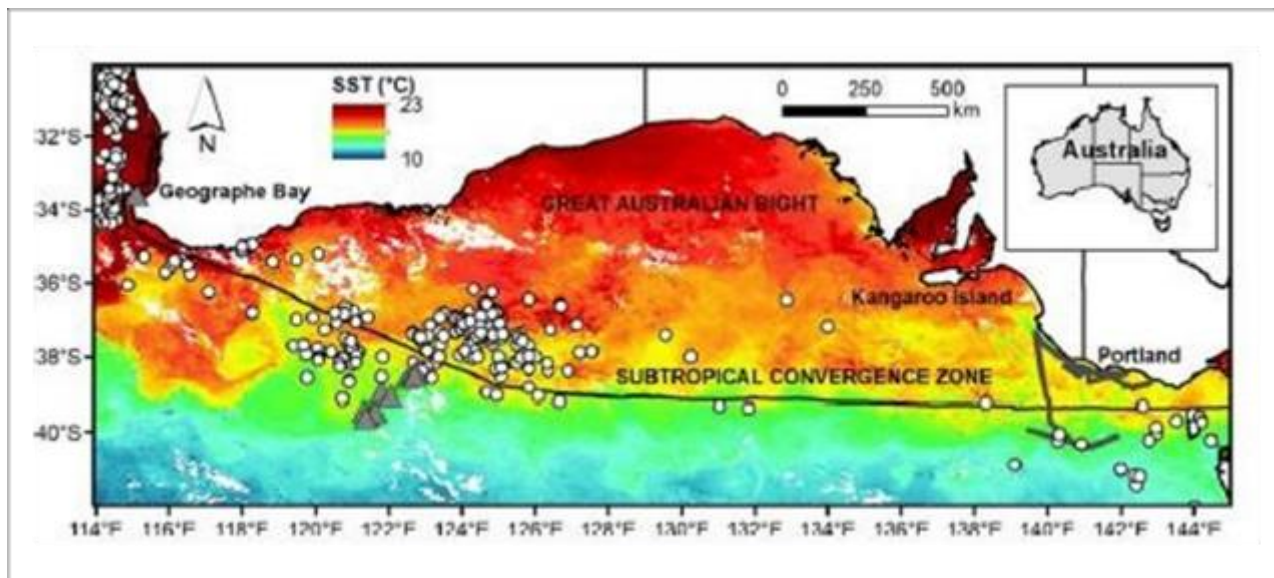 SST (°C)
23
10
N
0 250 500
km
Australia
32°S
34°S
36°S
38°S
40°S
Geographe Bay
GREAT AUSTRALIAN BIGHT
Kangaroo Island
Portland
SUBTROPICAL CONVERGENCE ZONE
114°E 116°E 118°E 120°E 122°E 124°E 126°E 128°E 130°E 132°E 134°E 136°E 138°E 140°E 142°E 144°E